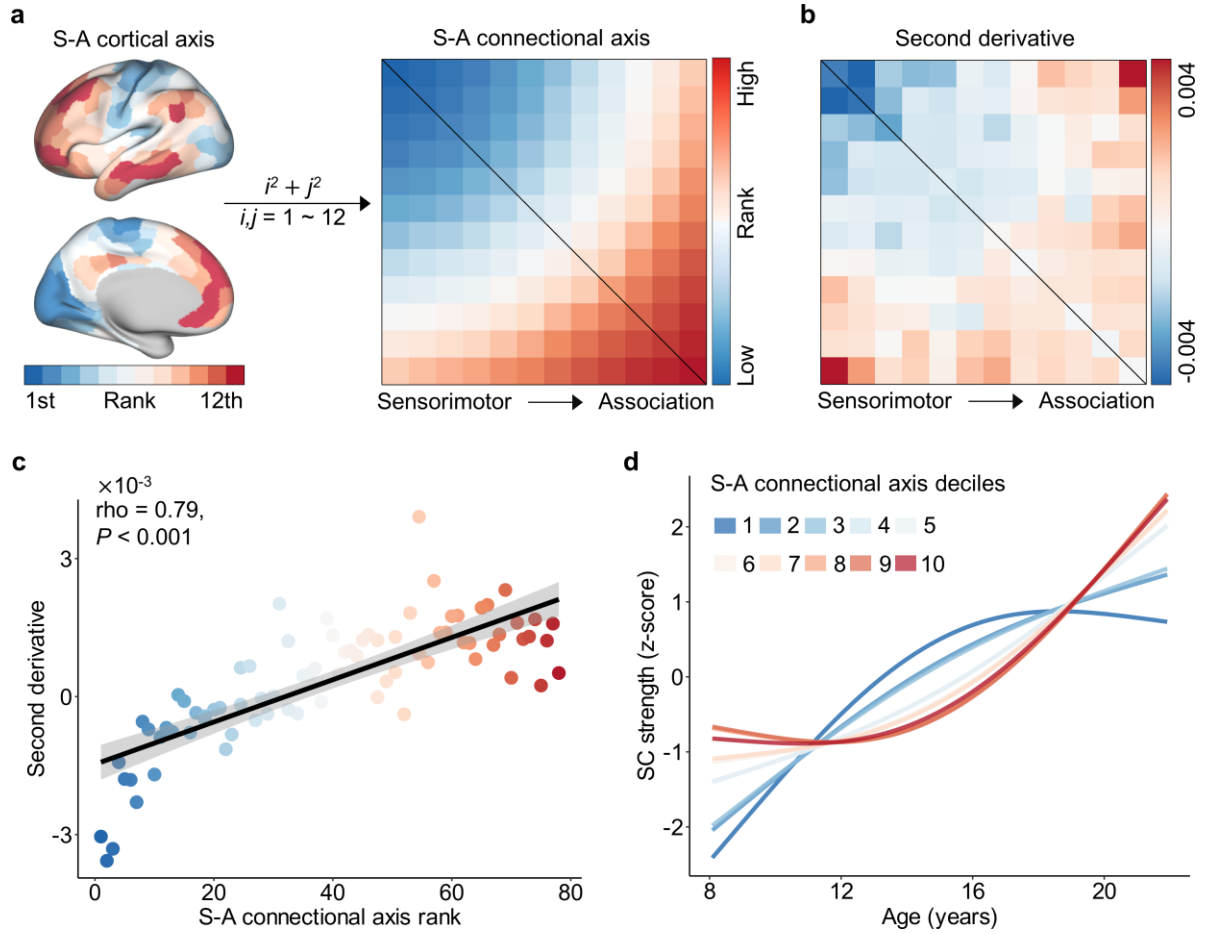 a
S-A cortical axis
1st Rank 12th
i² + j²
i,j = 1 ~ 12
S-A connectional axis
High
Rank
Low
Sensorimotor → Association
b
Second derivative
0.004
-0.004
Sensorimotor → Association
c
×10⁻³
rho = 0.79,
P < 0.001
Second derivative
3
0
-3
0 20 40 60 80
S-A connectional axis rank
d
S-A connectional axis deciles
1 2 3 4 5
6 7 8 9 10
SC strength (z-score)
2
1
0
-1
-2
8 12 16 20
Age (years)